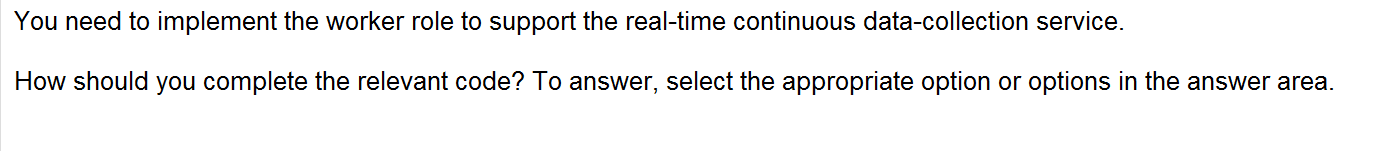 You need to implement the worker role to support the real-time continuous data-collection service.
How should you complete the relevant code? To answer, select the appropriate option or options in the answer area.